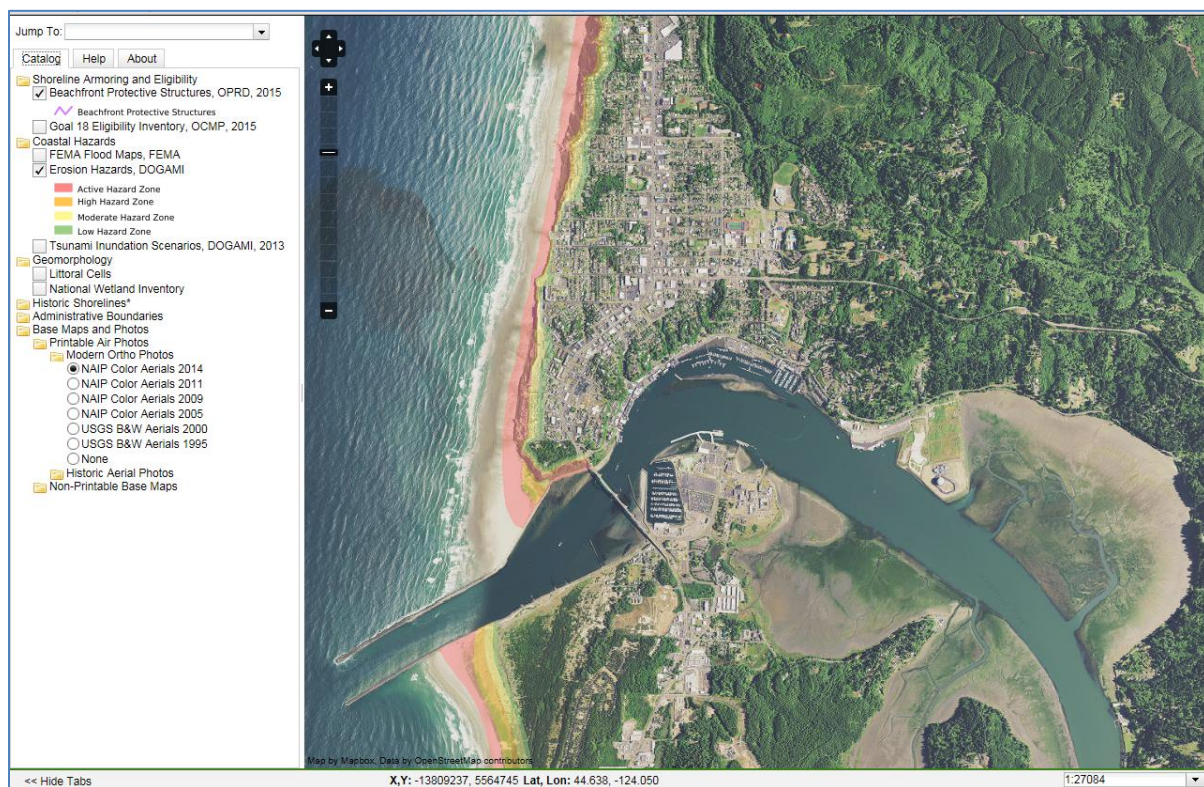 Jump To:
Catalog Help About
Shoreline Armoring and Eligibility
Beachfront Protective Structures, OPRD, 2015
Beachfront Protective Structures
Goal 18 Eligibility Inventory, OCMP, 2015
Coastal Hazards
FEMA Flood Maps, FEMA
Erosion Hazards, DOGAMI
Active Hazard Zone
High Hazard Zone
Moderate Hazard Zone
Low Hazard Zone
Tsunami Inundation Scenarios, DOGAMI, 2013
Geomorphology
Littoral Cells
National Wetland Inventory
Historic Shorelines*
Administrative Boundaries
Base Maps and Photos
Printable Air Photos
Modern Ortho Photos
NAIP Color Aerials 2014
NAIP Color Aerials 2011
NAIP Color Aerials 2009
NAIP Color Aerials 2005
USGS B&W Aerials 2000
USGS B&W Aerials 1995
None
Historic Aerial Photos
Non-Printable Base Maps
Map by Mapbox, Data by OpenStreetMap contributors
<< Hide Tabs X,Y: -13809237, 5564745 Lat, Lon: 44.638, -124.050 1:27084